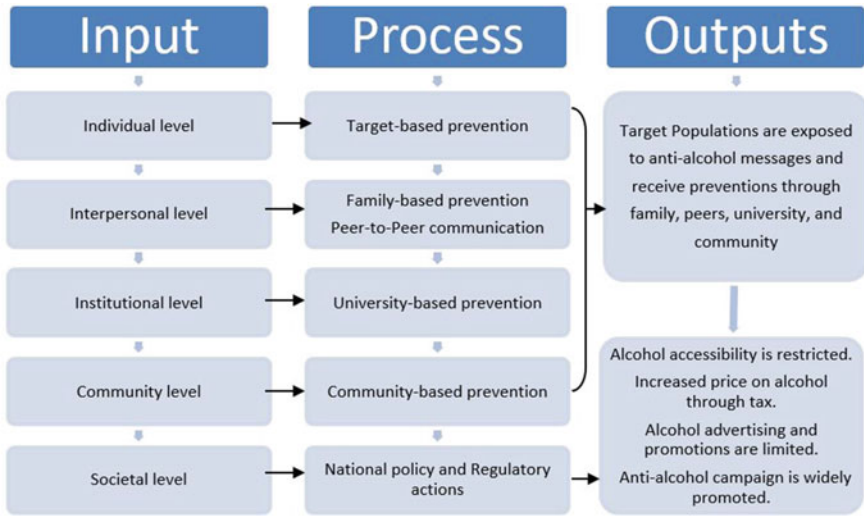 Input
Process
Outputs
Individual level
Target-based prevention
Interpersonal level
Family-based prevention
Peer-to-Peer communication
Institutional level
University-based prevention
Community level
Community-based prevention
Societal level
National policy and Regulatory
actions
Target Populations are exposed
to anti-alcohol messages and
receive preventions through
family, peers, university, and
community
Alcohol accessibility is restricted.
Increased price on alcohol
through tax.
Alcohol advertising and
promotions are limited.
Anti-alcohol campaign is widely
promoted.